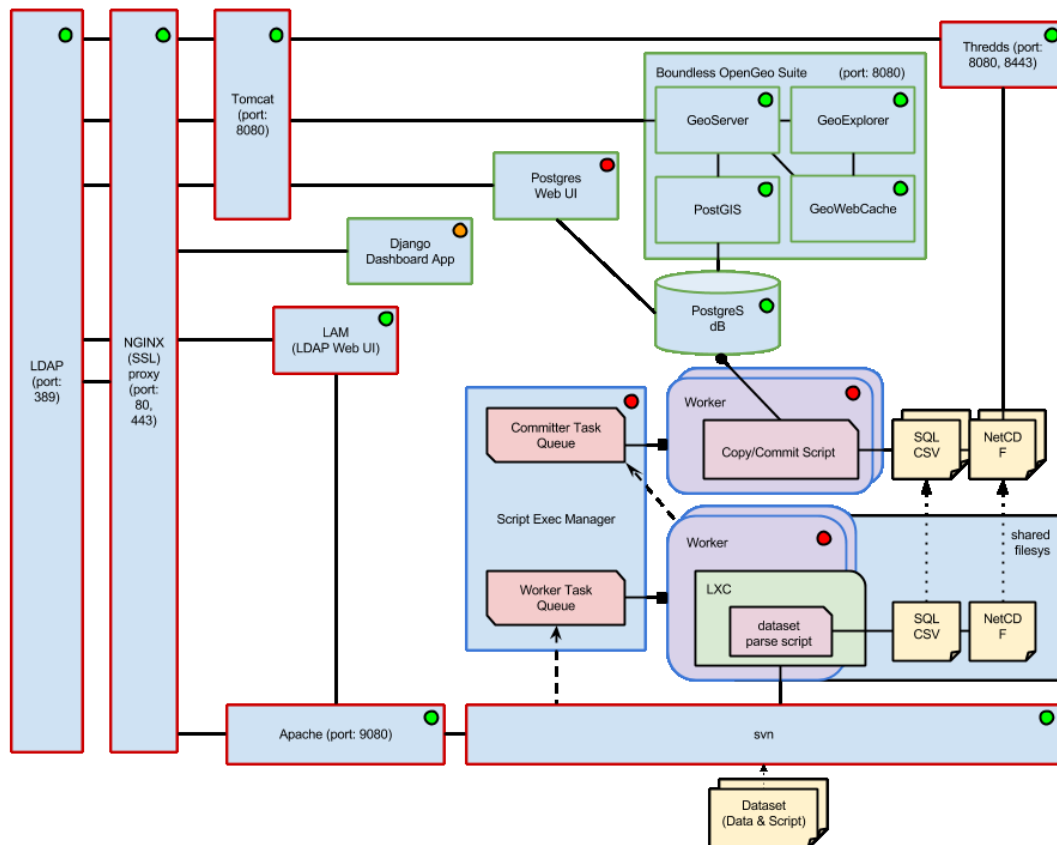 Thredds (port:
8080, 8443)
Boundless OpenGeo Suite (port: 8080)
Tomcat
(port:
8080)
GeoServer
GeoExplorer
Postgres
Web UI
PostGIS
GeoWebCache
Django
Dashboard App
PostgreS
dB
LAM
(LDAP Web UI)
LDAP
(port:
389)
NGINX
(SSL)
proxy
(port:
80,
443)
Worker
Committer Task
Queue
Copy/Commit Script
SQL
CSV
NetCD
F
Script Exec Manager
Worker
shared
filesys
Worker Task
Queue
LXC
dataset
parse script
SQL
CSV
NetCD
F
Apache (port: 9080)
svn
Dataset
(Data & Script)